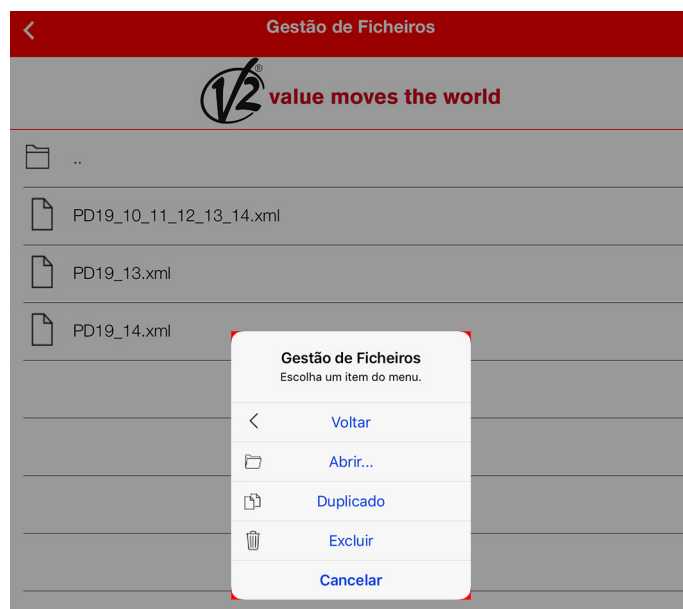 Gestão de Ficheiros
V2® value moves the world
..
PD19_10_11_12_13_14.xml
PD19_13.xml
PD19_14.xml
Gestão de Ficheiros
Escolha um item do menu.
Voltar
Abrir...
Duplicado
Excluir
Cancelar